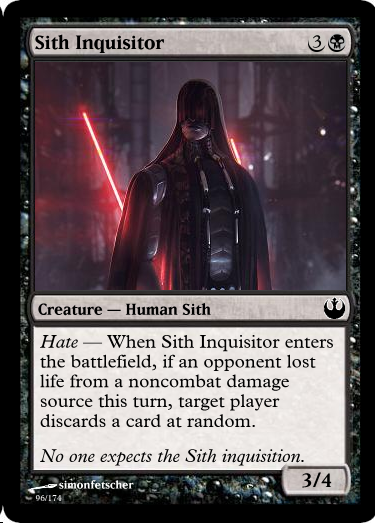 Sith Inquisitor 3
Creature — Human Sith
Hate — When Sith Inquisitor enters
the battlefield, if an opponent lost
life from a noncombat damage
source this turn, target player
discards a card at random.
No one expects the Sith inquisition.
3/4
simonfetscher
96/174